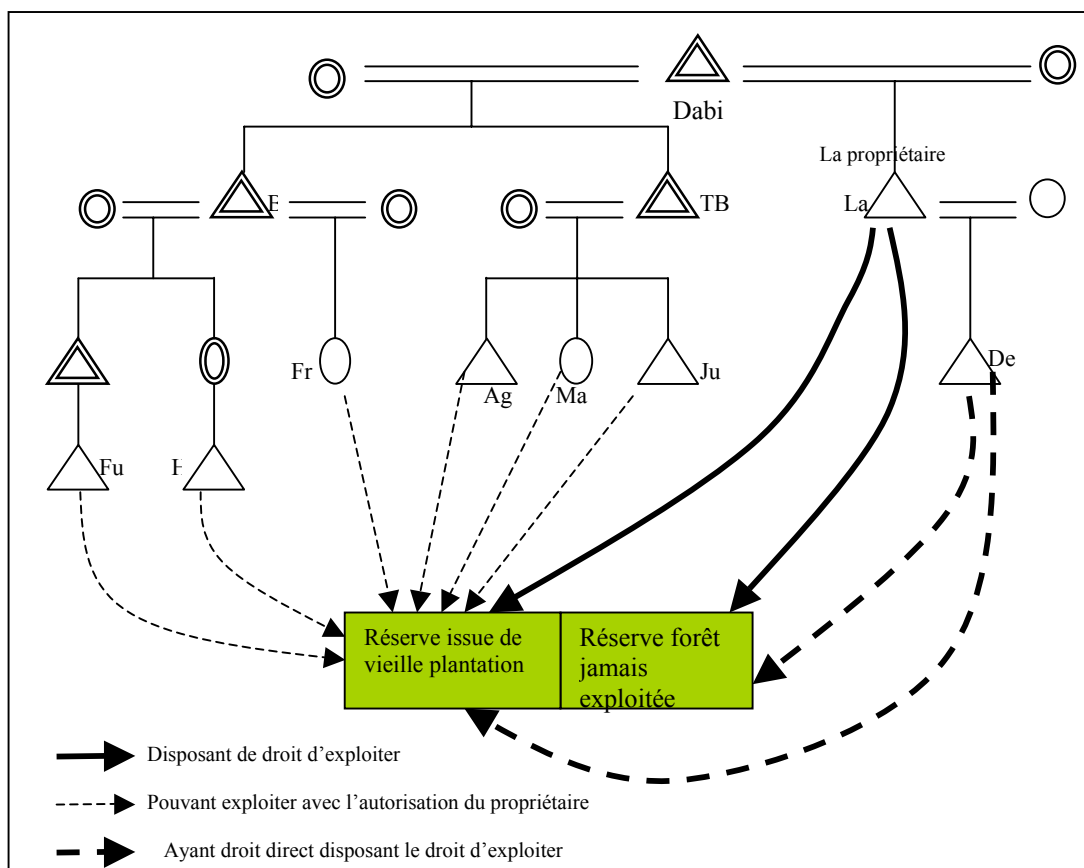 Dabi
La propriétaire
TB
La
Fr
Ag
Ma
Ju
De
Fu
Réserve issue de
vieille plantation
Réserve forêt
jamais
exploitée
Disposant de droit d'exploiter
Pouvant exploiter avec l'autorisation du propriétaire
Ayant droit direct disposant le droit d'exploiter